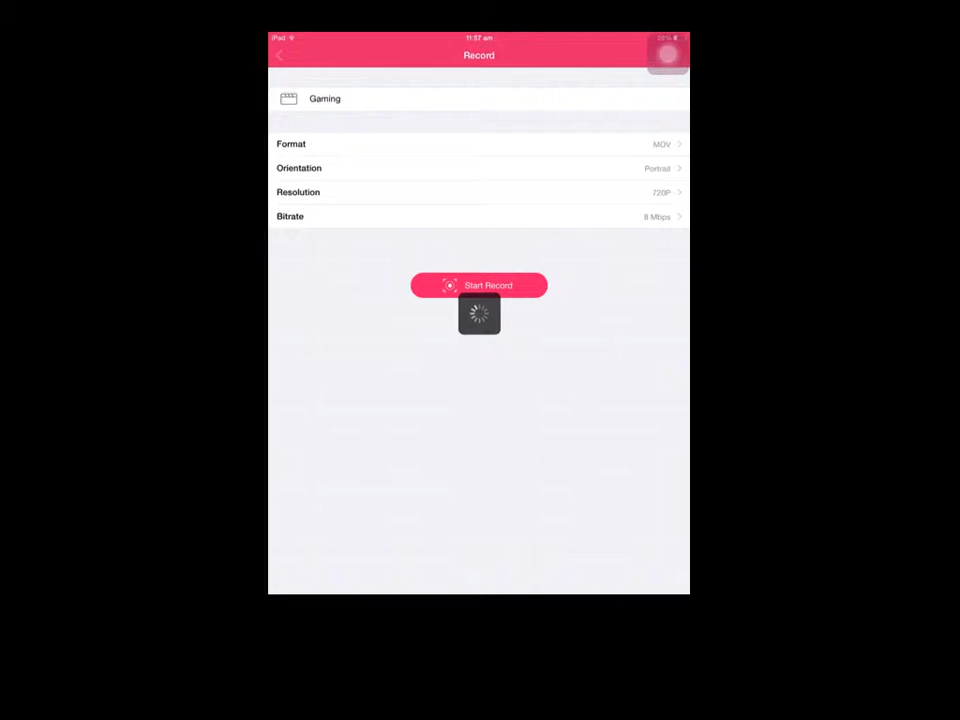 iPad 11:57 am
Record
Gaming
Format MOV
Orientation Portrait
Resolution 720P
Bitrate 8 Mbps
Start Record